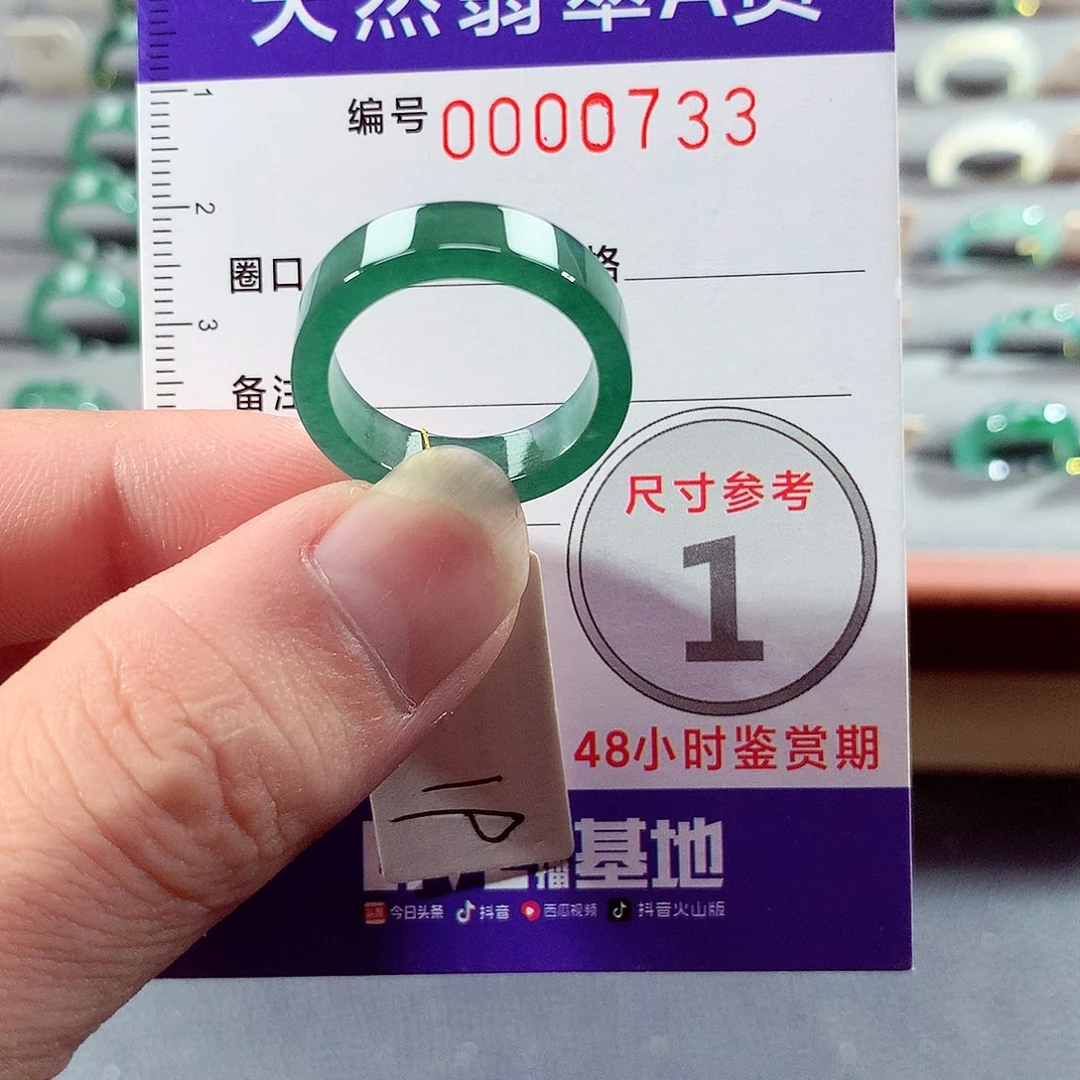 天然翡翠A货
编号 0000733
1
2
3
圈口 格
备注
尺寸参考
1
48小时鉴赏期
播基地
今日头条 抖音 西瓜视频 抖音火山版